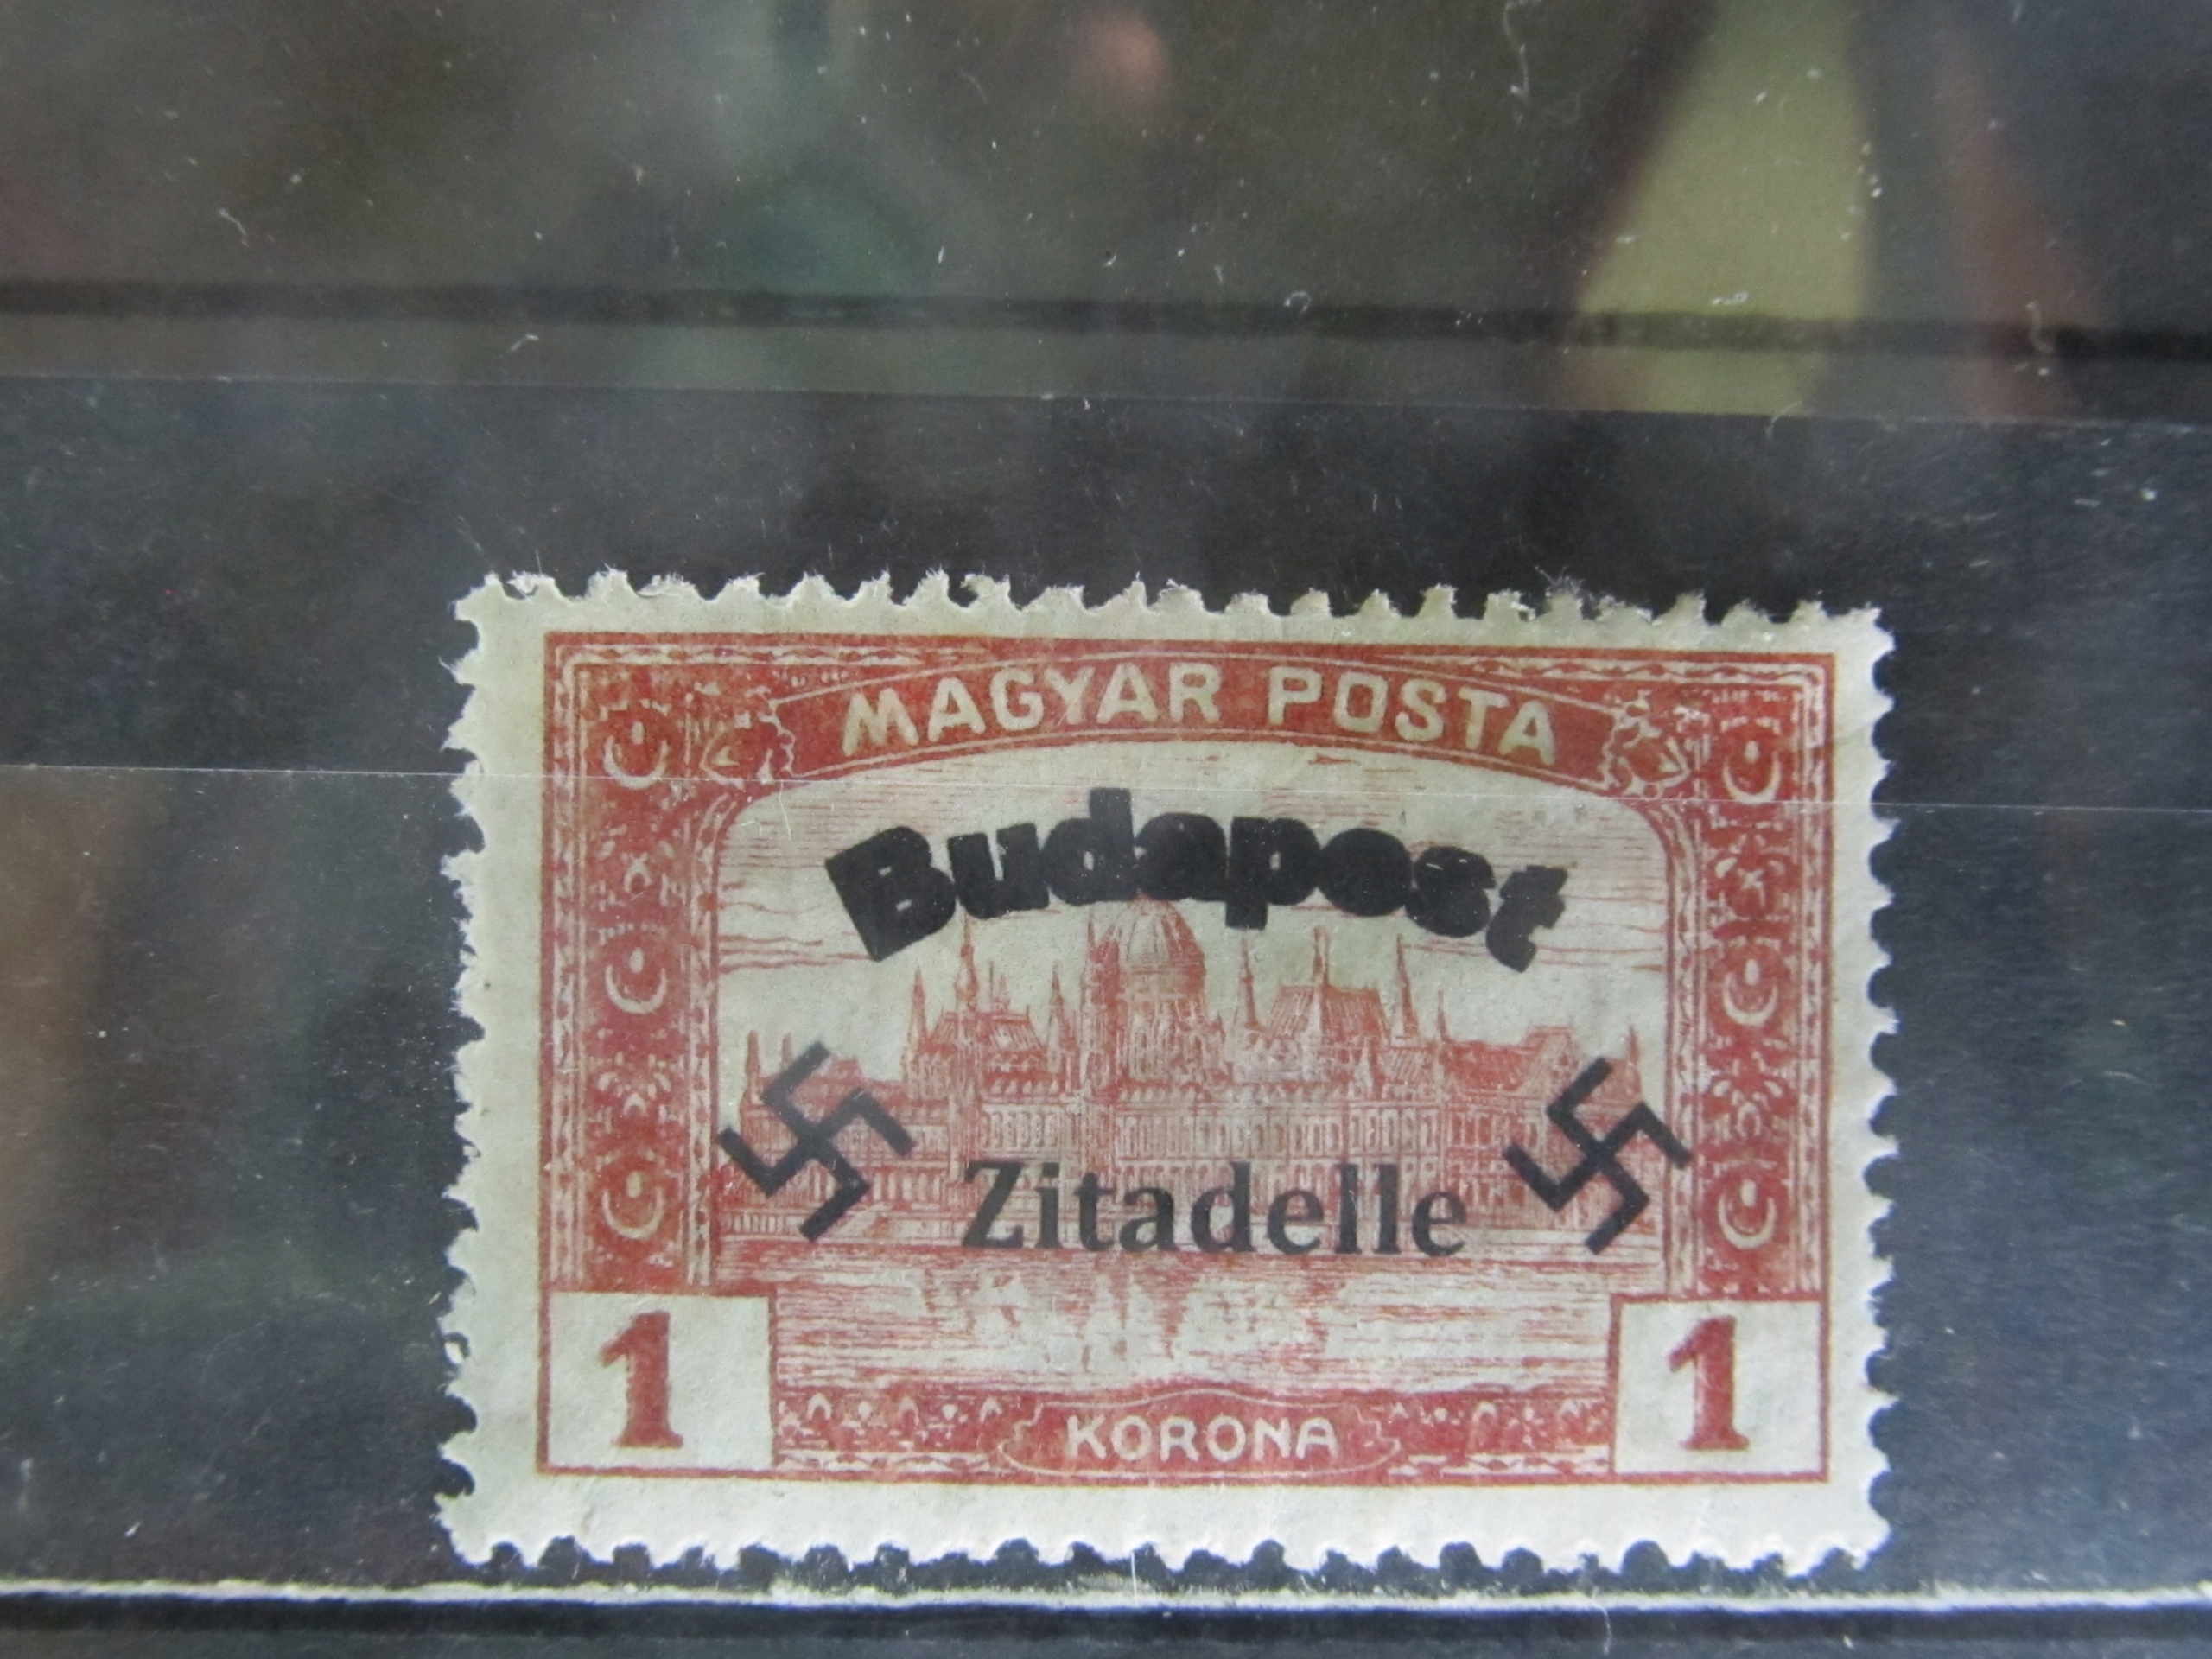 MAGYAR POSTA
Budapest
Zitadelle
1 1
KORONA